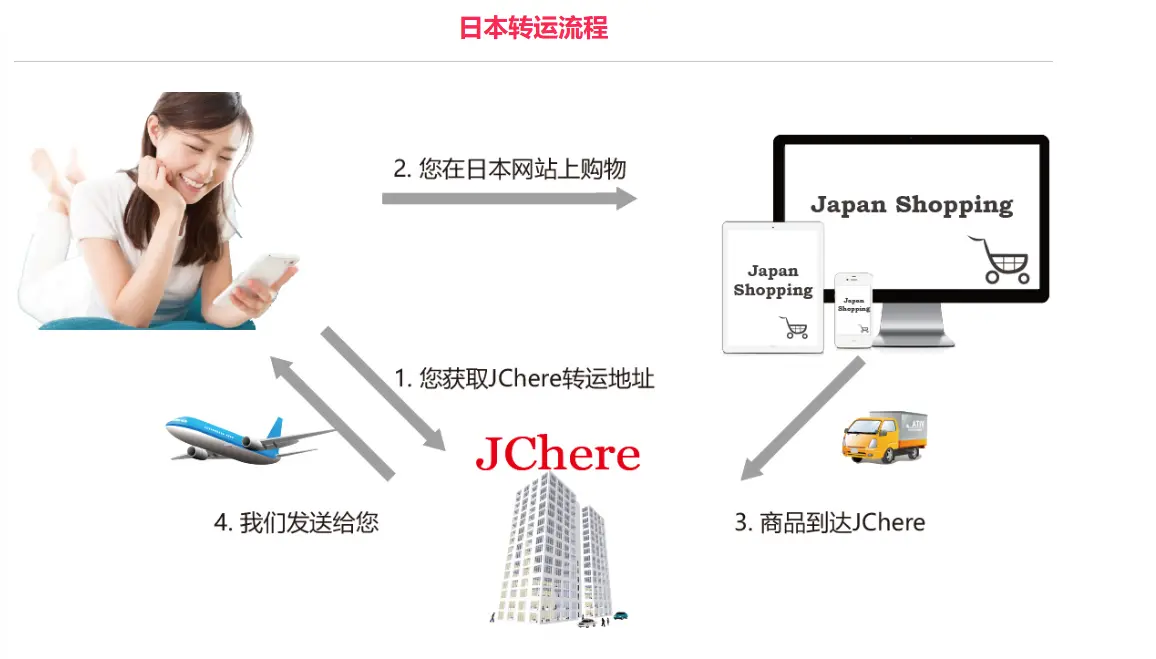 日本转运流程
2. 您在日本网站上购物
Japan Shopping
Japan
Shopping
Japan
Shopping
1. 您获取JChere转运地址
JChere
4. 我们发送给您
3. 商品到达JChere